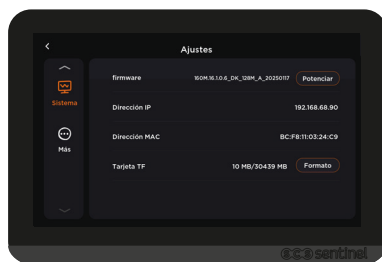 Ajustes
firmware 160M.16.1.0.6_DK_128M_A_20250117 Potenciar
Sistema
Dirección IP 192.168.68.90
Dirección MAC BC:F8:11:03:24:C9
Más
Tarjeta TF 10 MB/30439 MB Formato
sentinel